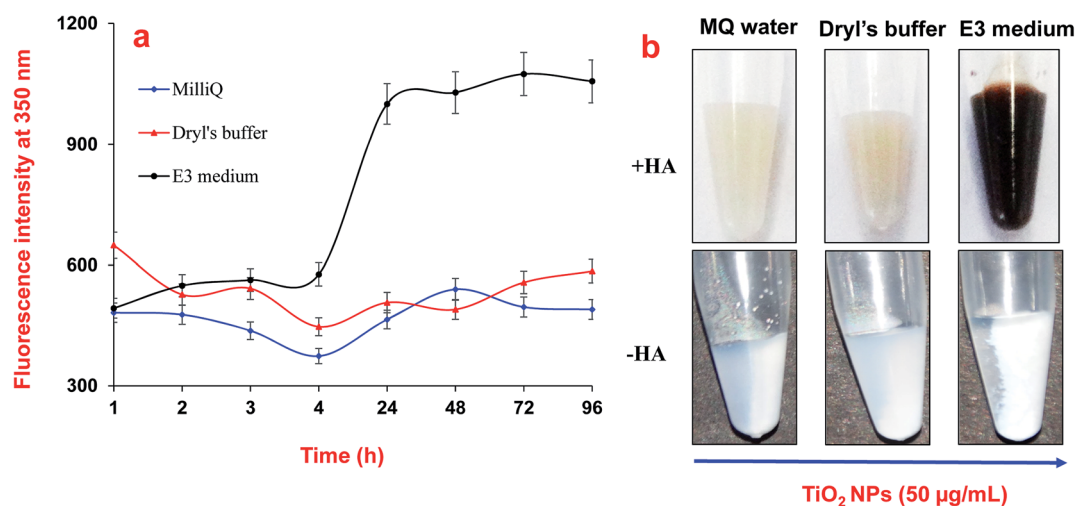 a
Fluorescence intensity at 350 nm
1200
900
600
300
MilliQ
Dryl's buffer
E3 medium
1 2 3 4 24 48 72 96
Time (h)
b
MQ water Dryl's buffer E3 medium
+HA
-HA
TiO₂ NPs (50 µg/mL)